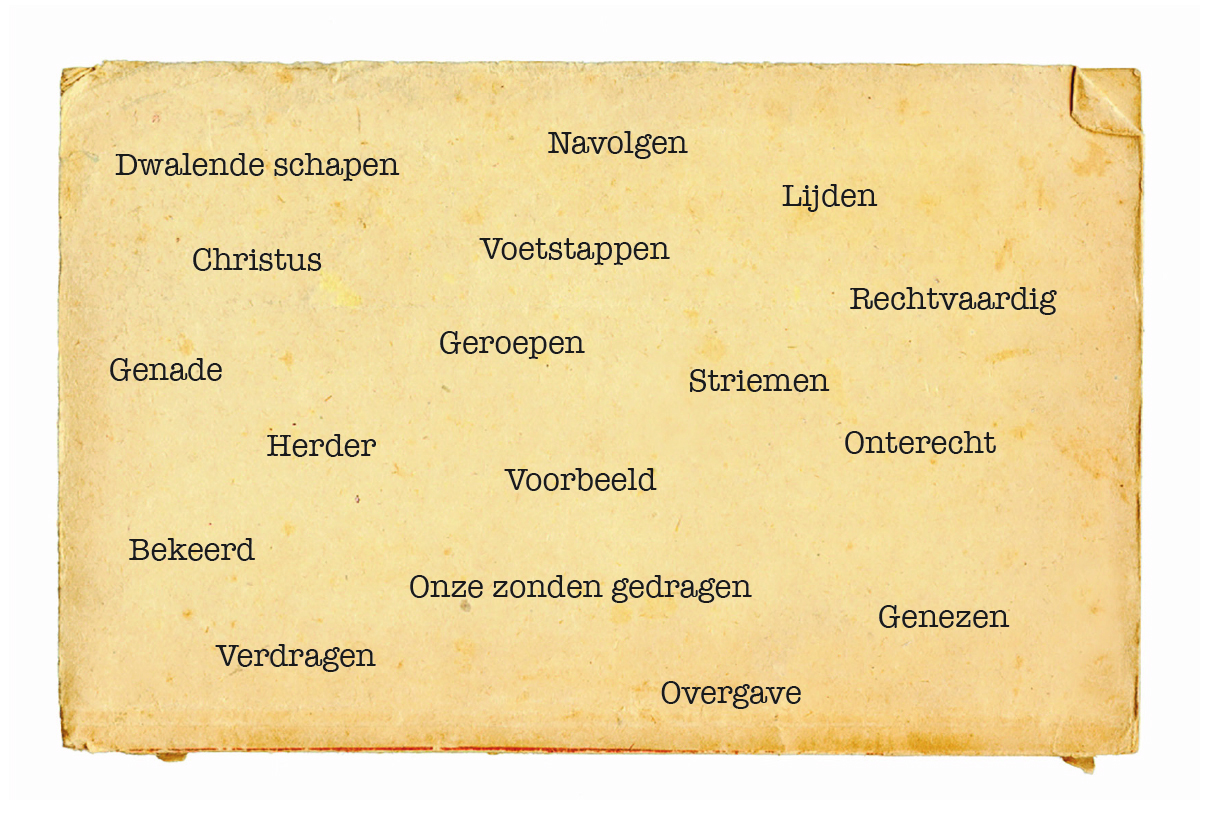 Navolgen
Dwalende schapen
Lijden
Voetstappen
Christus
Rechtvaardig
Geroepen
Genade
Striemen
Onterecht
Herder
Voorbeeld
Bekeerd
Onze zonden gedragen
Genezen
Verdragen
Overgave